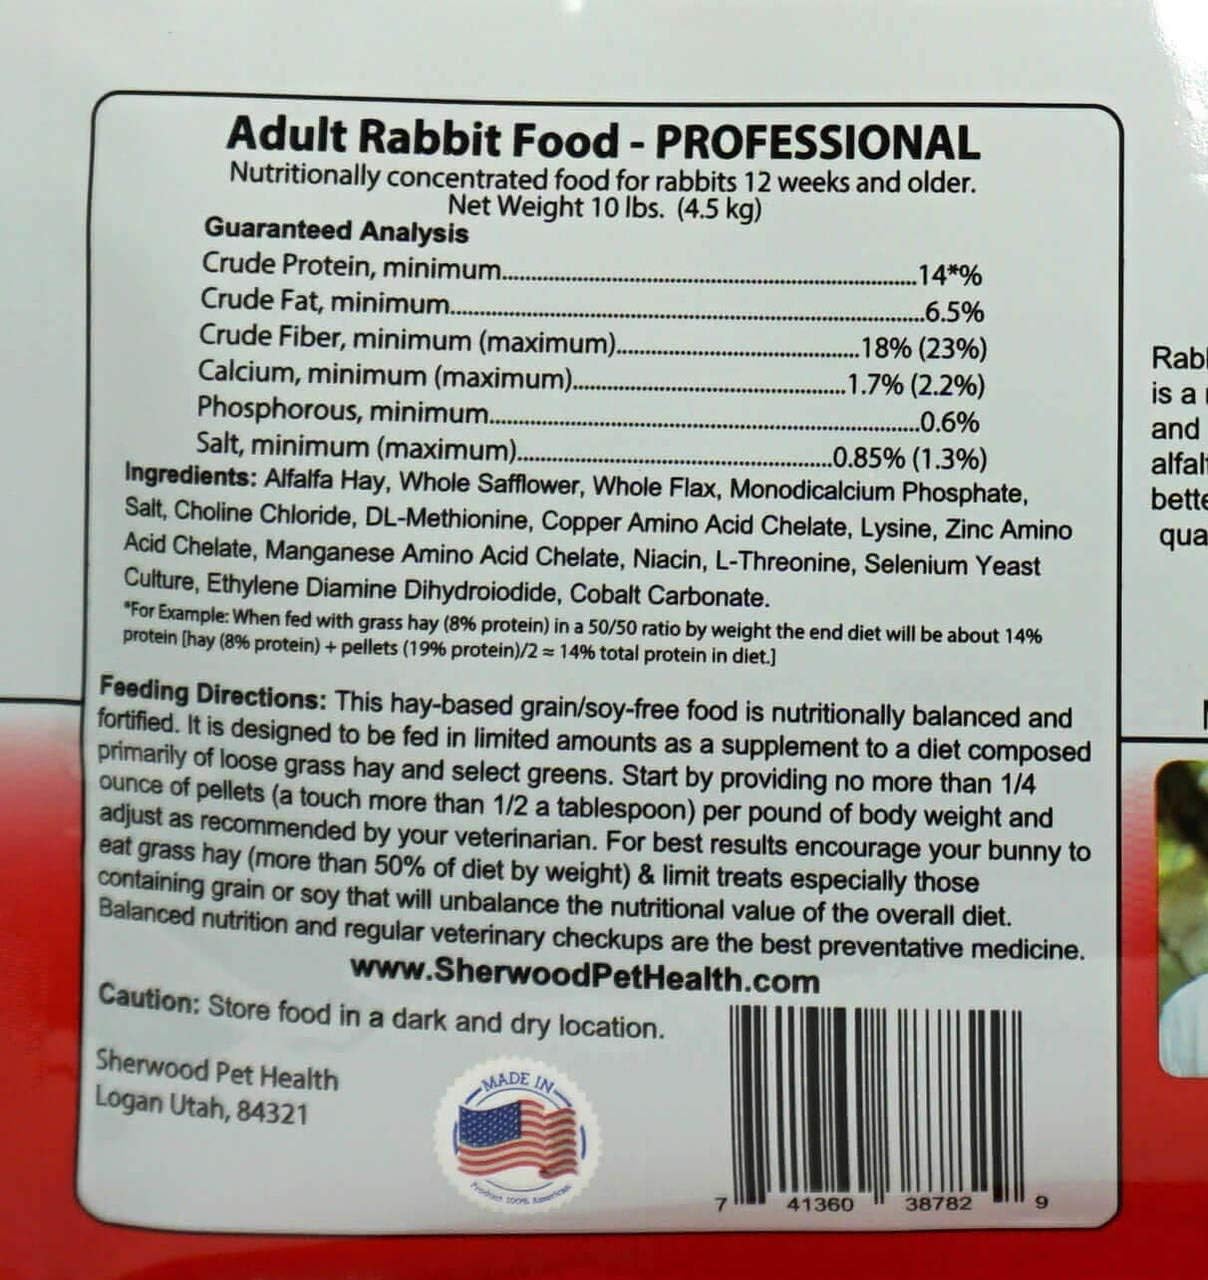 Adult Rabbit Food - PROFESSIONAL
Nutritionally concentrated food for rabbits 12 weeks and older.
Net Weight 10 lbs. (4.5 kg)
Guaranteed Analysis
Crude Protein, minimum..........14*%
Crude Fat, minimum..........6.5%
Crude Fiber, minimum (maximum)..........18% (23%)
Calcium, minimum (maximum)..........1.7% (2.2%)
Phosphorous, minimum..........0.6%
Salt, minimum (maximum)..........0.85% (1.3%)
Ingredients: Alfalfa Hay, Whole Safflower, Whole Flax, Monodicalcium Phosphate,
Salt, Choline Chloride, DL-Methionine, Copper Amino Acid Chelate, Lysine, Zinc Amino
Acid Chelate, Manganese Amino Acid Chelate, Niacin, L-Threonine, Selenium Yeast
Culture, Ethylene Diamine Dihydroiodide, Cobalt Carbonate.
*For Example: When fed with grass hay (8% protein) in a 50/50 ratio by weight the end diet will be about 14%
protein [hay (8% protein) + pellets (19% protein)/2 ≈ 14% total protein in diet.]
Feeding Directions: This hay-based grain/soy-free food is nutritionally balanced and
fortified. It is designed to be fed in limited amounts as a supplement to a diet composed
primarily of loose grass hay and select greens. Start by providing no more than 1/4
ounce of pellets (a touch more than 1/2 a tablespoon) per pound of body weight and
adjust as recommended by your veterinarian. For best results encourage your bunny to
eat grass hay (more than 50% of diet by weight) & limit treats especially those
containing grain or soy that will unbalance the nutritional value of the overall diet.
Balanced nutrition and regular veterinary checkups are the best preventative medicine.
www.SherwoodPetHealth.com
Caution: Store food in a dark and dry location.
Sherwood Pet Health
Logan Utah, 84321
MADE IN
Product 100% American
7 41360 38782 9
is a
and